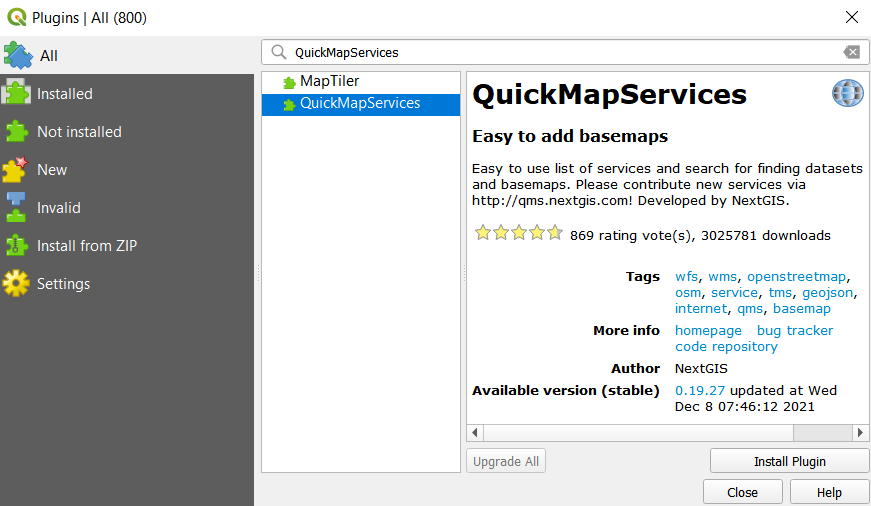 Plugins | All (800)
All
Installed
Not installed
New
Invalid
Install from ZIP
Settings
QuickMapServices
MapTiler
QuickMapServices
QuickMapServices
Easy to add basemaps
Easy to use list of services and search for finding datasets
and basemaps. Please contribute new services via
http://qms.nextgis.com! Developed by NextGIS.
869 rating vote(s), 3025781 downloads
Tags wfs, wms, openstreetmap,
osm, service, tms, geojson,
internet, qms, basemap
More info homepage bug tracker
code repository
Author NextGIS
Available version (stable) 0.19.27 updated at Wed
Dec 8 07:46:12 2021
Upgrade All
Install Plugin
Close
Help